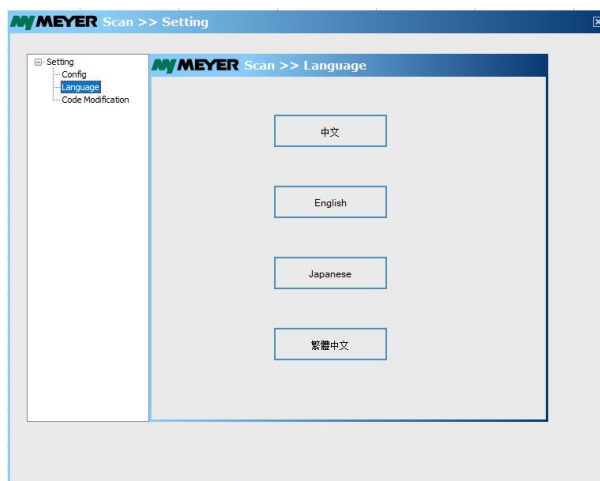 MEYER Scan >> Setting
Setting
Config
Language
Code Modification
MEYER Scan >> Language
中文
English
Japanese
繁體中文